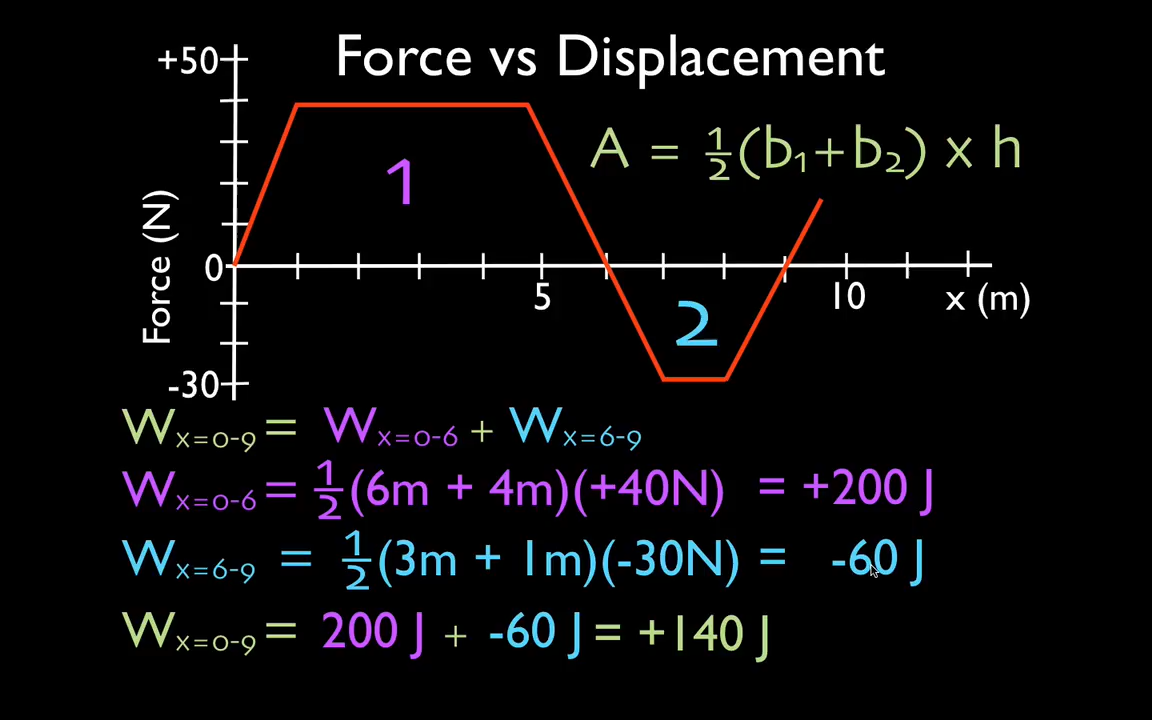 Force vs Displacement
+50
A = ½(b₁+b₂) x h
1
Force (N)
0
5
10
x (m)
2
-30
Wₓ₌₀₋₉ = Wₓ₌₀₋₆ + Wₓ₌₆₋₉
Wₓ₌₀₋₆ = ½(6m + 4m)(+40N) = +200 J
Wₓ₌₆₋₉ = ½(3m + 1m)(-30N) = -60 J
Wₓ₌₀₋₉ = 200 J + -60 J = +140 J